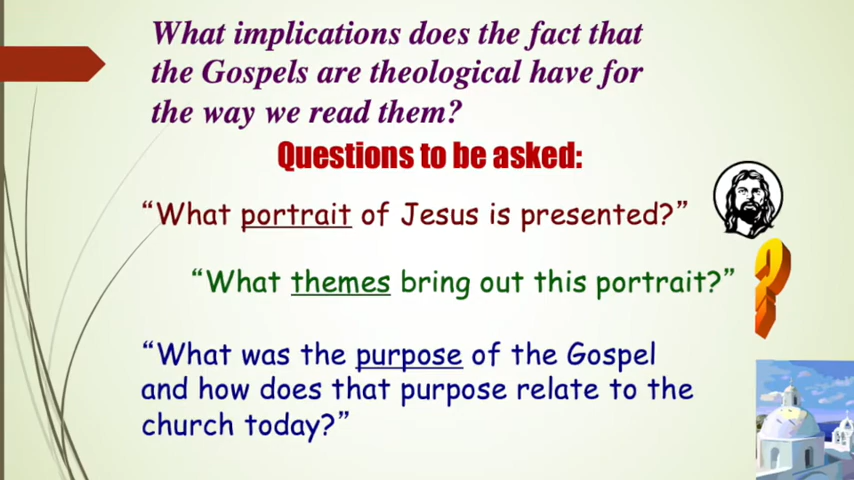 What implications does the fact that
the Gospels are theological have for
the way we read them?
Questions to be asked:
“What portrait of Jesus is presented?”
“What themes bring out this portrait?”
“What was the purpose of the Gospel
and how does that purpose relate to the
church today?”